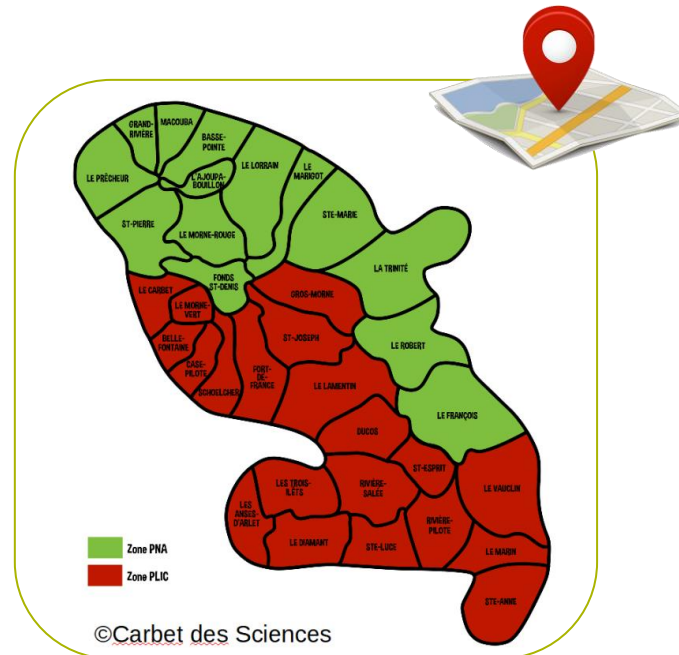 GRAND-
RIVIÈRE
MACOUBA
BASSE-
POINTE
LE LORRAIN
LE
MARIGOT
L'AJOUPA-
BOUILLON
LE PRÊCHEUR
STE-MARIE
ST-PIERRE
LE MORNE-ROUGE
LA TRINITÉ
FONDS
ST-DENIS
LE CARBET
GROS-MORNE
LE MORNE-
VERT
ST-JOSEPH
LE ROBERT
BELLE-
FONTAINE
CASE-
PILOTE
SCHOELCHER
FORT-
DE-
FRANCE
LE LAMENTIN
LE FRANÇOIS
DUCOS
ST-ESPRIT
LES TROIS-
ÎLÊTS
RIVIÈRE-
SALÉE
LE VAUCLIN
LES
ANSES-
D'ARLET
LE DIAMANT
STE-LUCE
RIVIÈRE-
PILOTE
LE MARIN
STE-ANNE
Zone PNA
Zone PLIC
©Carbet des Sciences